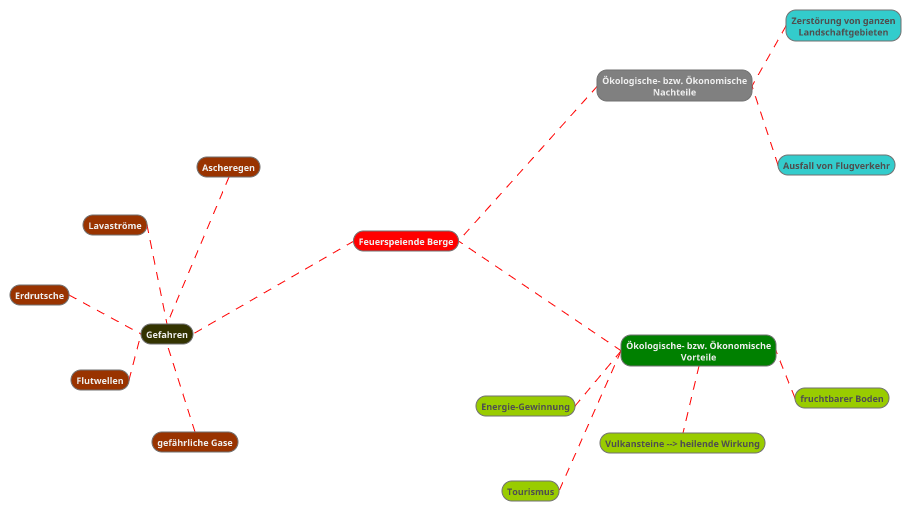 Zerstörung von ganzen
Landschaftgebieten
Ökologische- bzw. Ökonomische
Nachteile
Ausfall von Flugverkehr
Ascheregen
Lavaströme
Feuerspeiende Berge
Erdrutsche
Gefahren
Flutwellen
gefährliche Gase
Ökologische- bzw. Ökonomische
Vorteile
Energie-Gewinnung
fruchtbarer Boden
Vulkansteine --> heilende Wirkung
Tourismus